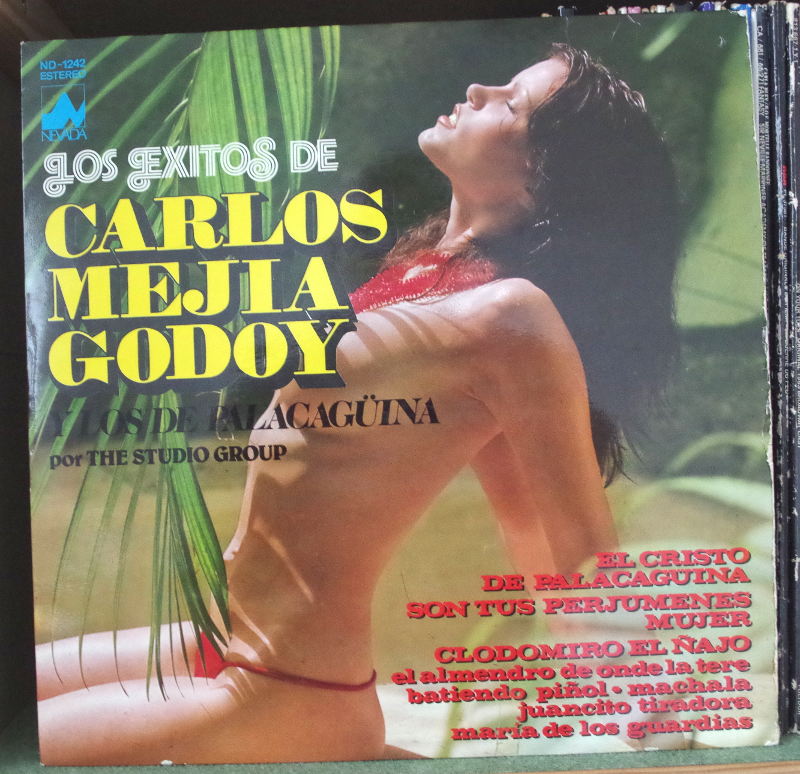 ND-1242
ESTEREO
NEVADA
LOS EXITOS DE
CARLOS
MEJIA
GODOY
Y LOS DE PALACAGÜINA
por THE STUDIO GROUP
EL CRISTO
DE PALACAGUINA
SON TUS PERJUMENES
MUJER
CLODOMIRO EL ÑAJO
el almendro de onde la tere
batiendo piñol • machala
juancito tiradora
maría de los guardias